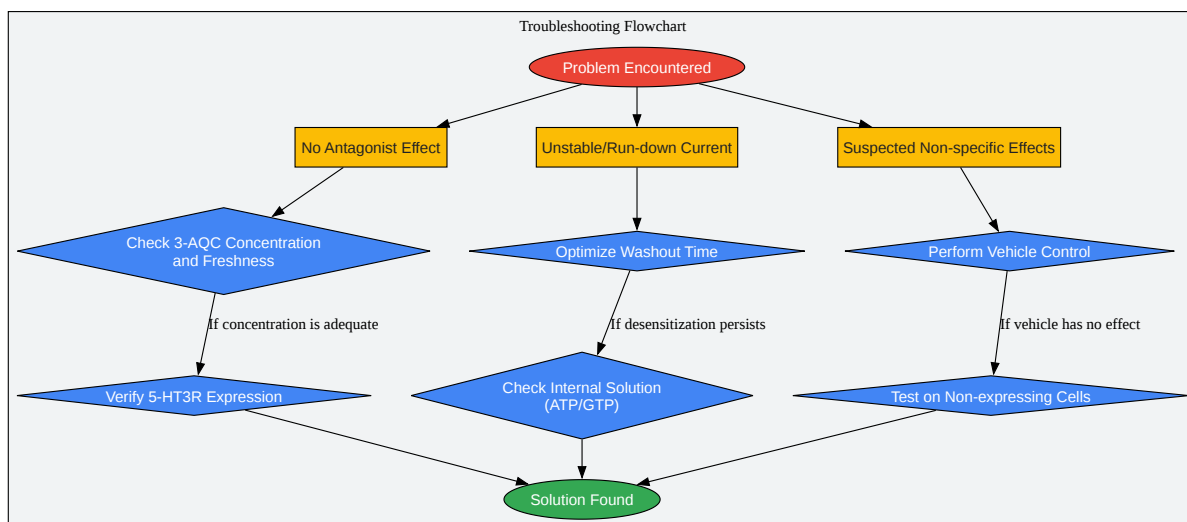 Troubleshooting Flowchart
Problem Encountered
No Antagonist Effect
Unstable/Run-down Current
Suspected Non-specific Effects
Check 3-AQC Concentration
and Freshness
Optimize Washout Time
Perform Vehicle Control
If concentration is adequate
If desensitization persists
If vehicle has no effect
Verify 5-HT3R Expression
Check Internal Solution
(ATP/GTP)
Test on Non-expressing Cells
Solution Found